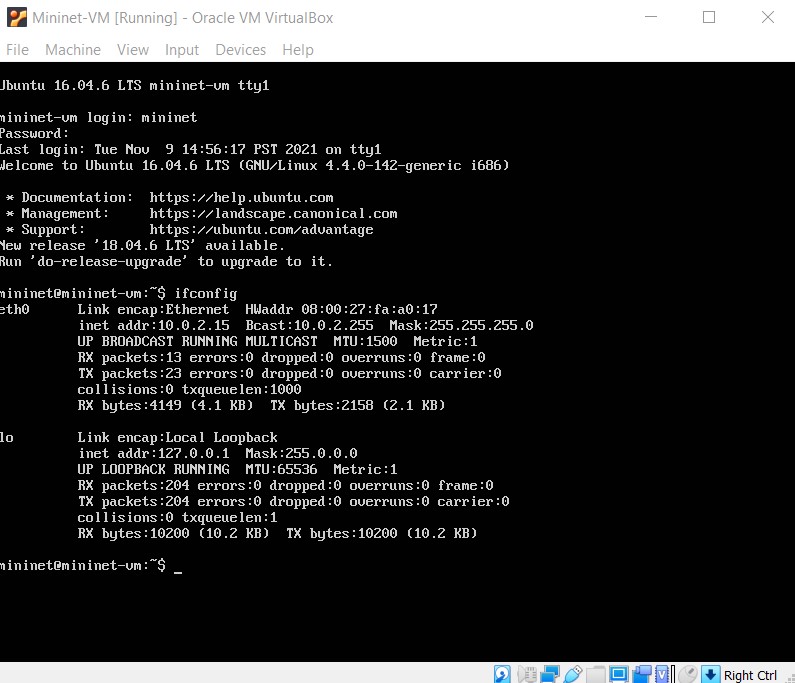 Mininet-VM [Running] - Oracle VM VirtualBox
File Machine View Input Devices Help
Ubuntu 16.04.6 LTS mininet-vm tty1
mininet-vm login: mininet
Password:
Last login: Tue Nov  9 14:56:17 PST 2021 on tty1
Welcome to Ubuntu 16.04.6 LTS (GNU/Linux 4.4.0-142-generic i686)
* Documentation:  https://help.ubuntu.com
* Management:     https://landscape.canonical.com
* Support:        https://ubuntu.com/advantage
New release '18.04.6 LTS' available.
Run 'do-release-upgrade' to upgrade to it.
mininet@mininet-vm:~$ ifconfig
eth0      Link encap:Ethernet  HWaddr 08:00:27:fa:a0:17
inet addr:10.0.2.15  Bcast:10.0.2.255  Mask:255.255.255.0
UP BROADCAST RUNNING MULTICAST  MTU:1500  Metric:1
RX packets:13 errors:0 dropped:0 overruns:0 frame:0
TX packets:23 errors:0 dropped:0 overruns:0 carrier:0
collisions:0 txqueuelen:1000
RX bytes:4149 (4.1 KB)  TX bytes:2158 (2.1 KB)
lo        Link encap:Local Loopback
inet addr:127.0.0.1  Mask:255.0.0.0
UP LOOPBACK RUNNING  MTU:65536  Metric:1
RX packets:204 errors:0 dropped:0 overruns:0 frame:0
TX packets:204 errors:0 dropped:0 overruns:0 carrier:0
collisions:0 txqueuelen:1
RX bytes:10200 (10.2 KB)  TX bytes:10200 (10.2 KB)
mininet@mininet-vm:~$ _
Right Ctrl